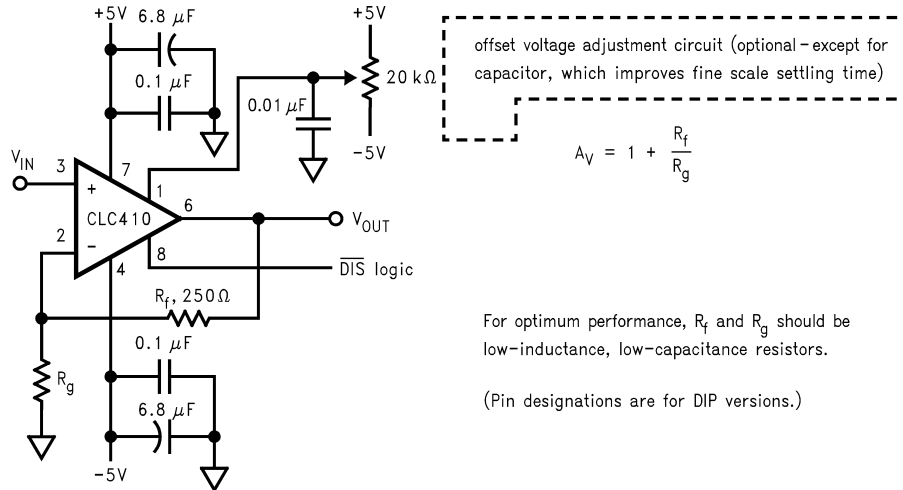 +5V
6.8 μF
0.1 μF
+5V
20 kΩ
0.01 μF
-5V
offset voltage adjustment circuit (optional-except for
capacitor, which improves fine scale settling time)
A_V = 1 + R_f / R_g
V_IN
3
7
1
+
CLC410
6
V_OUT
2
-
8
4
D̅I̅S̅ logic
R_f, 250Ω
0.1 μF
R_g
6.8 μF
-5V
For optimum performance, R_f and R_g should be
low-inductance, low-capacitance resistors.
(Pin designations are for DIP versions.)